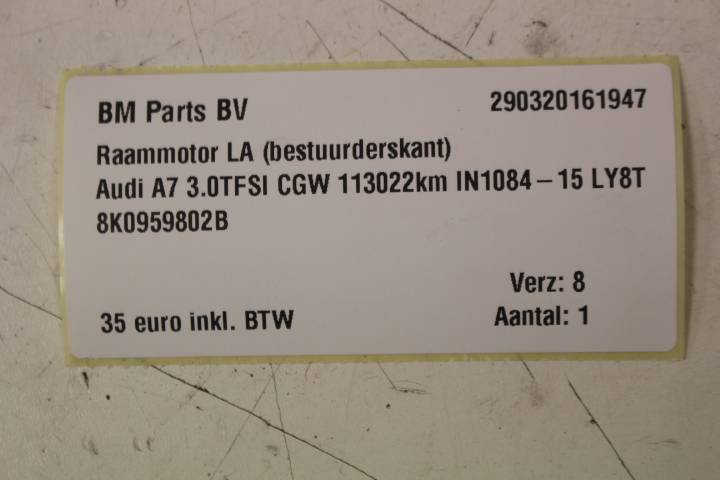 BM Parts BV 290320161947
Raammotor LA (bestuurderskant)
Audi A7 3.0TFSI CGW 113022km IN1084 – 15 LY8T
8K0959802B
Verz: 8
35 euro inkl. BTW Aantal: 1